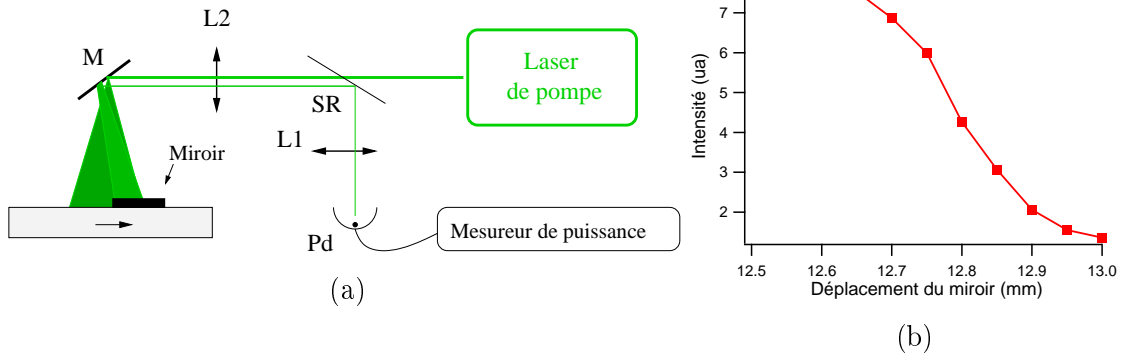 L2
M
Laser
de pompe
SR
L1
Miroir
Pd
Mesureur de puissance
(a)
7
6
5
4
3
2
Intensité (ua)
12.5 12.6 12.7 12.8 12.9 13.0
Déplacement du miroir (mm)
(b)